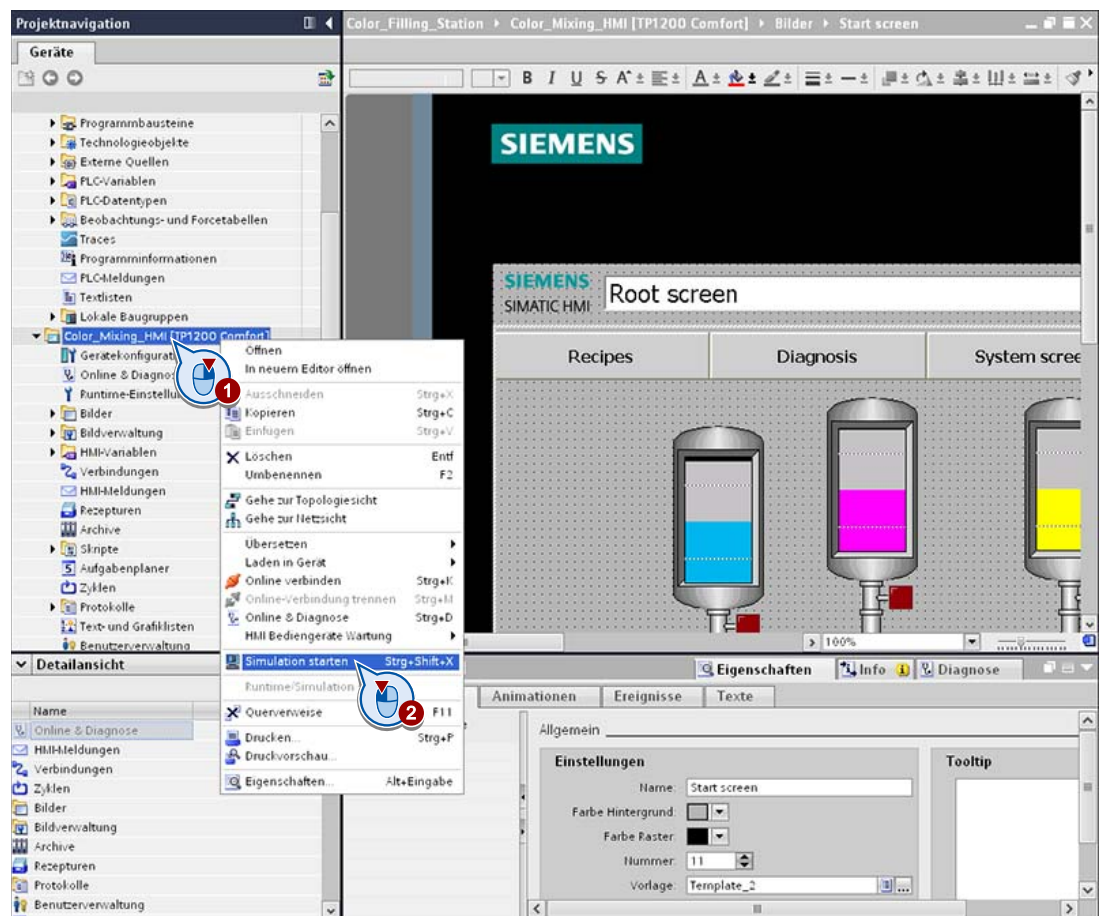 Projektnavigation
Color_Filling_Station ▸ Color_Mixing_HMI [TP1200 Comfort] ▸ Bilder ▸ Start screen
Geräte
B I U S A
Programmbausteine
Technologieobjekte
Externe Quellen
PLC-Variablen
PLC-Datentypen
Beobachtungs- und Forcetabellen
Traces
Programminformationen
PLC-Meldungen
Textlisten
Lokale Baugruppen
Color_Mixing_HMI [TP1200 Comfort]
Online & Diagnos
Runtime-Einstellu
Bilder
Bildverwaltung
HMI-Variablen
Verbindungen
HMI-Meldungen
Rezepturen
Archive
Skripte
Aufgabenplaner
Zyklen
Protokolle
Text- und Grafiklisten
Benutzerverwaltung
1
Öffnen
In neuem Editor öffnen
Ausschneiden Strg+X
Kopieren Strg+C
Einfügen Strg+V
Löschen Entf
Umbenennen F2
Gehe zur Topologiesicht
Gehe zur Netzsicht
Übersetzen
Laden in Gerät
Online verbinden Strg+K
Online-Verbindung trennen Strg+M
Online & Diagnose Strg+D
HMI Bediengeräte Wartung
Simulation starten Strg+Shift+X
Runtime/Simulation
2
Querverweise F11
Drucken... Strg+P
Druckvorschau...
Eigenschaften... Alt+Eingabe
SIEMENS
SIEMENS
SIMATIC HMI
Root screen
Recipes
Diagnosis
System scree
100%
Detailansicht
Name
Online & Diagnose
HMI-Meldungen
Verbindungen
Zyklen
Bilder
Bildverwaltung
Archive
Rezepturen
Protokolle
Benutzerverwaltung
Eigenschaften
Info
Diagnose
Animationen
Ereignisse
Texte
Allgemein
Einstellungen
Name: Start screen
Farbe Hintergrund:
Farbe Raster:
Nummer: 11
Vorlage: Template_2
Tooltip